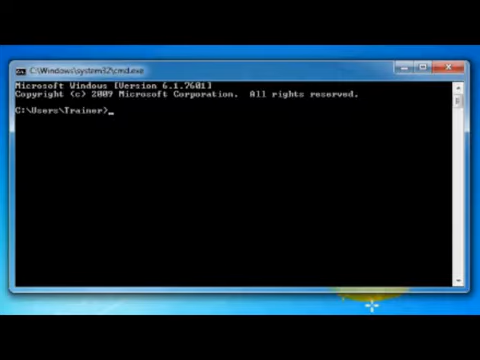 C:\Windows\system32\cmd.exe
Microsoft Windows [Version 6.1.7601]
Copyright (c) 2009 Microsoft Corporation. All rights reserved.
C:\Users\Trainer>_